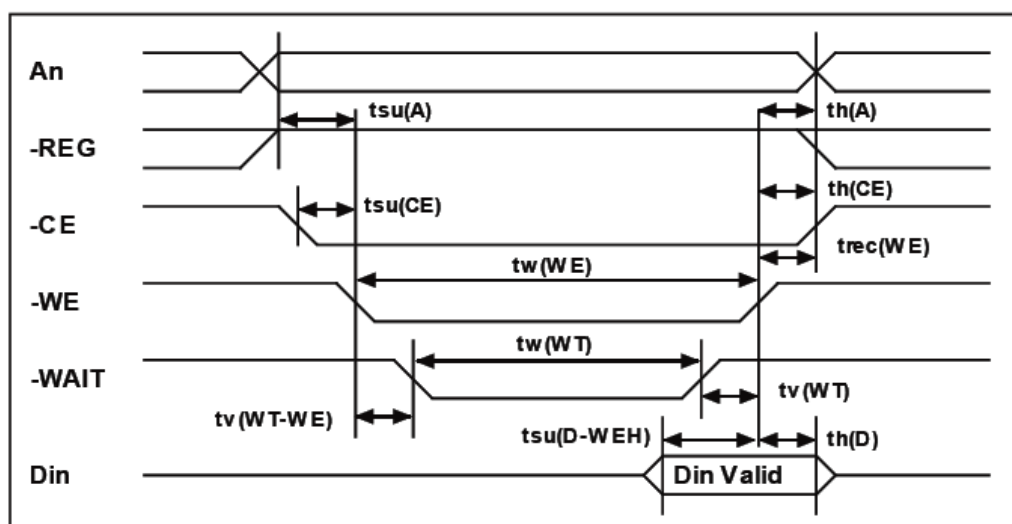 An
tsu(A)
th(A)
-REG
th(CE)
-CE
tsu(CE)
trec(WE)
tw(WE)
-WE
tw(WT)
-WAIT
tv(WT)
tv(WT-WE)
tsu(D-WEH)
th(D)
Din
Din Valid